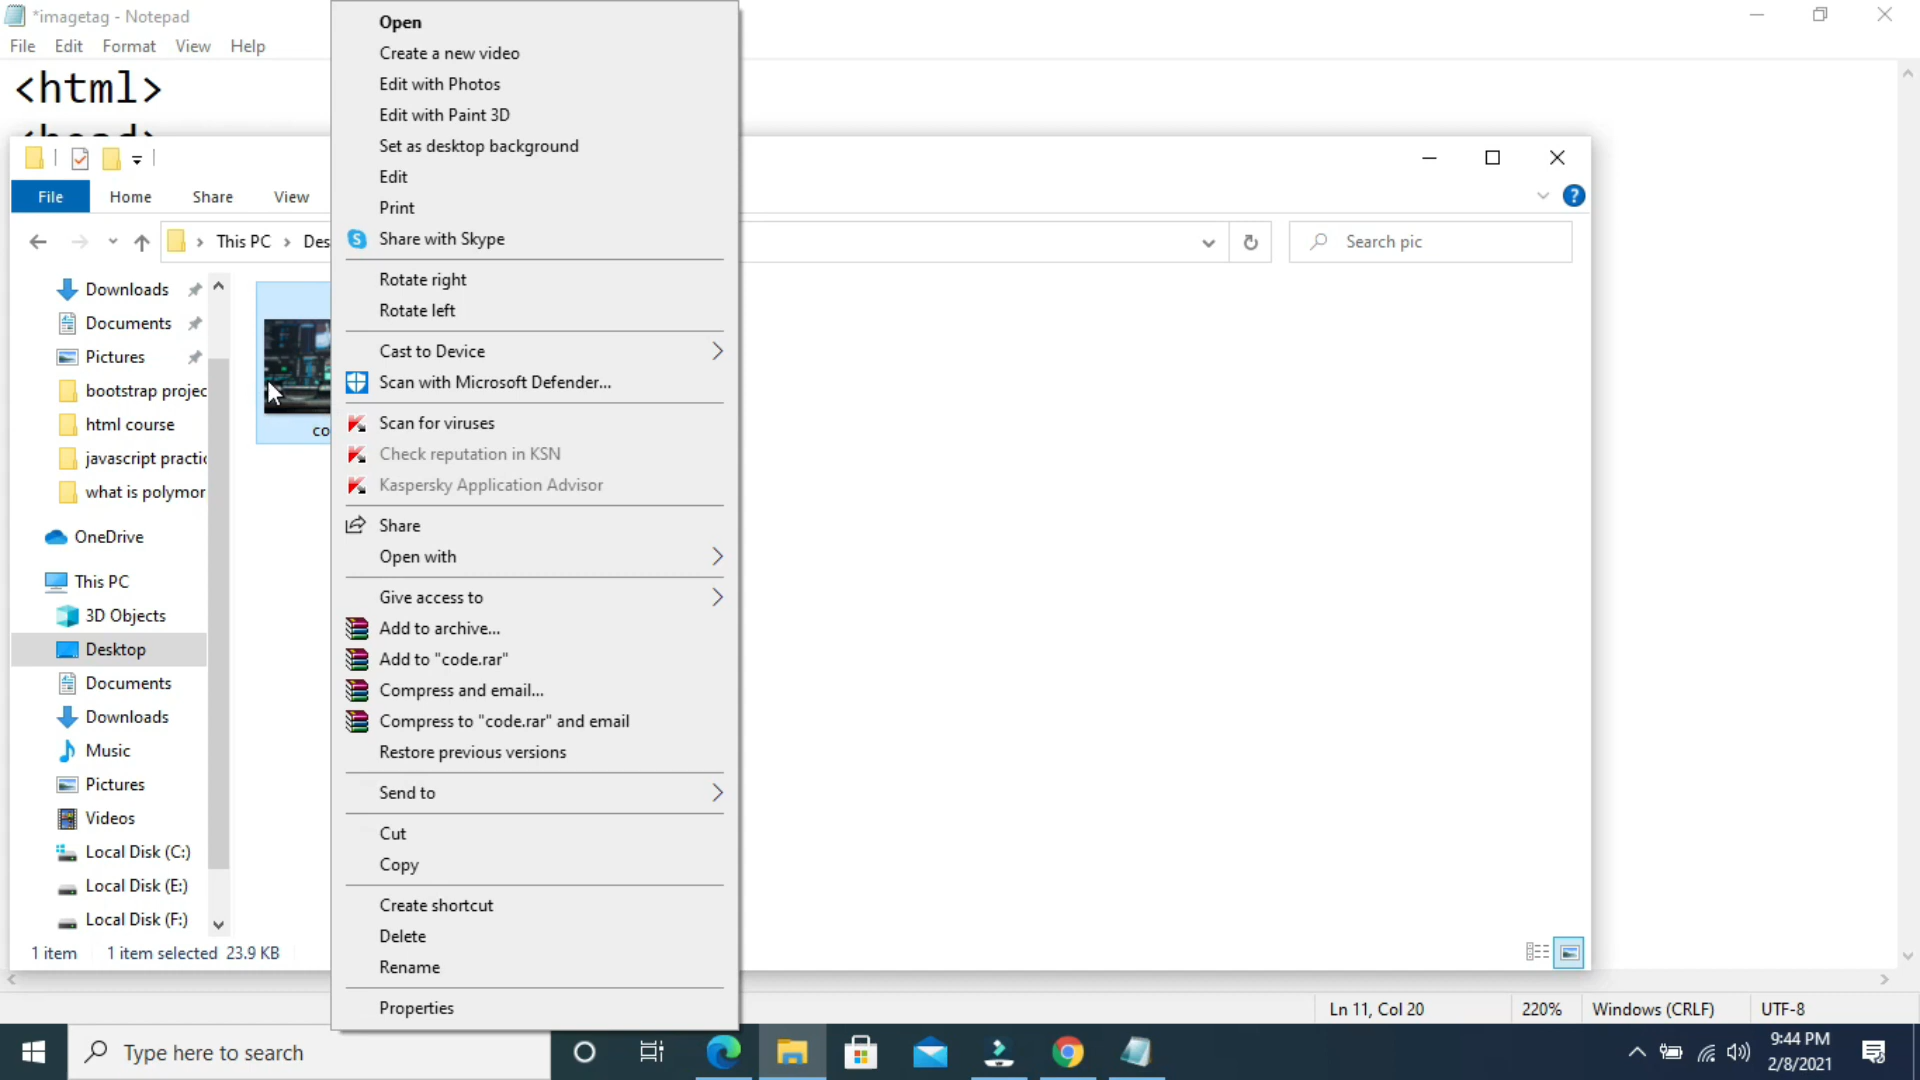 *imagetag - Notepad
File Edit Format View Help
<html>
<head>
File Home Share View
This PC Des
Search pic
Downloads
Documents
Pictures
bootstrap projec
html course
javascript practic
what is polymor
OneDrive
This PC
3D Objects
Desktop
Documents
Downloads
Music
Pictures
Videos
Local Disk (C:)
Local Disk (E:)
Local Disk (F:)
co
1 item 1 item selected 23.9 KB
Open
Create a new video
Edit with Photos
Edit with Paint 3D
Set as desktop background
Edit
Print
Share with Skype
Rotate right
Rotate left
Cast to Device
Scan with Microsoft Defender...
Scan for viruses
Check reputation in KSN
Kaspersky Application Advisor
Share
Open with
Give access to
Add to archive...
Add to "code.rar"
Compress and email...
Compress to "code.rar" and email
Restore previous versions
Send to
Cut
Copy
Create shortcut
Delete
Rename
Properties
Ln 11, Col 20 220% Windows (CRLF) UTF-8
Type here to search
9:44 PM
2/8/2021